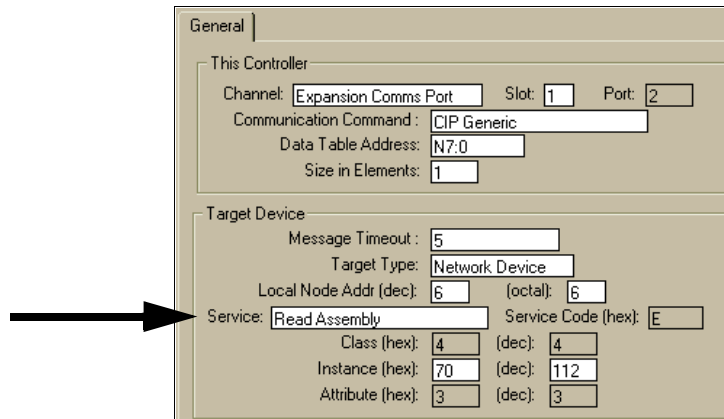 General
This Controller
Channel: Expansion Comms Port Slot: 1 Port: 2
Communication Command : CIP Generic
Data Table Address: N7:0
Size in Elements: 1
Target Device
Message Timeout : 5
Target Type: Network Device
Local Node Addr (dec): 6 (octal): 6
Service: Read Assembly Service Code (hex): E
Class (hex): 4 (dec): 4
Instance (hex): 70 (dec): 112
Attribute (hex): 3 (dec): 3